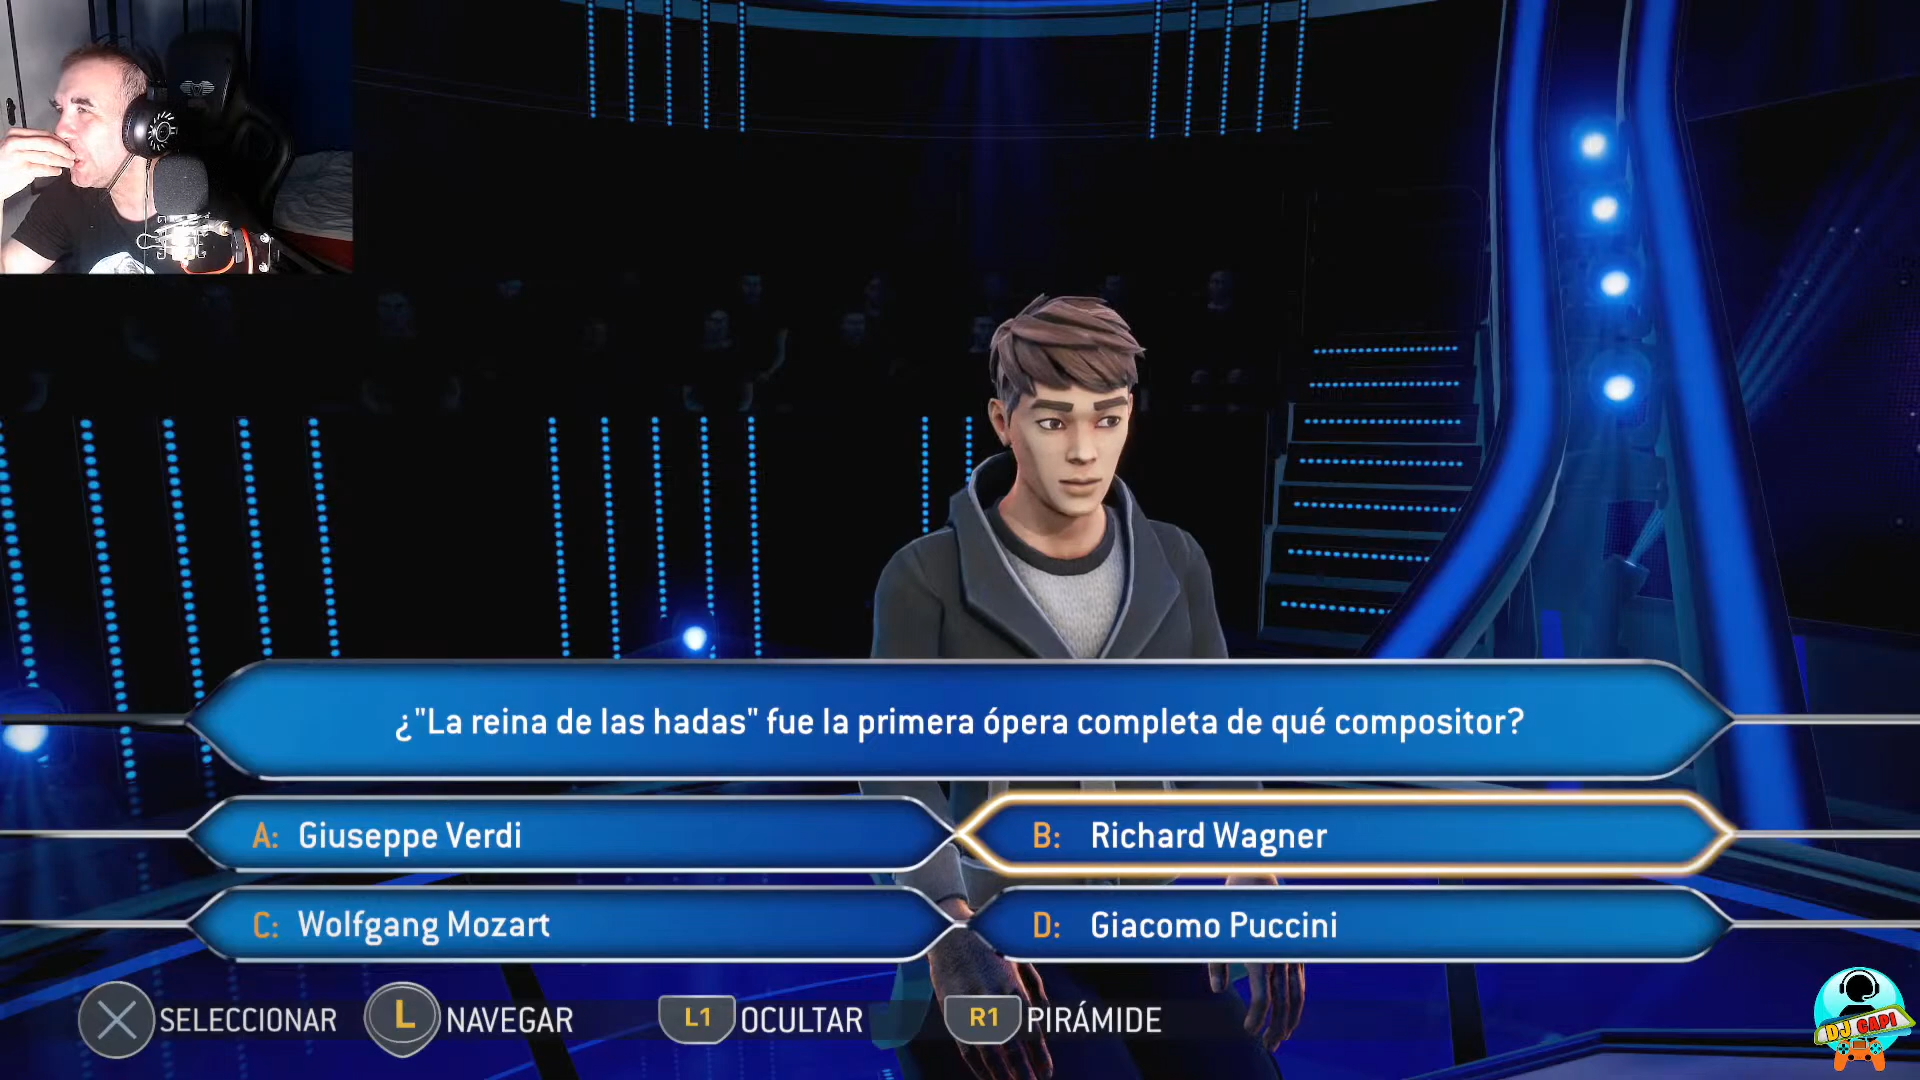 ¿"La reina de las hadas" fue la primera ópera completa de qué compositor?
A: Giuseppe Verdi
B: Richard Wagner
C: Wolfgang Mozart
D: Giacomo Puccini
SELECCIONAR
L NAVEGAR
L1 OCULTAR
R1 PIRÁMIDE
DJ CAPI